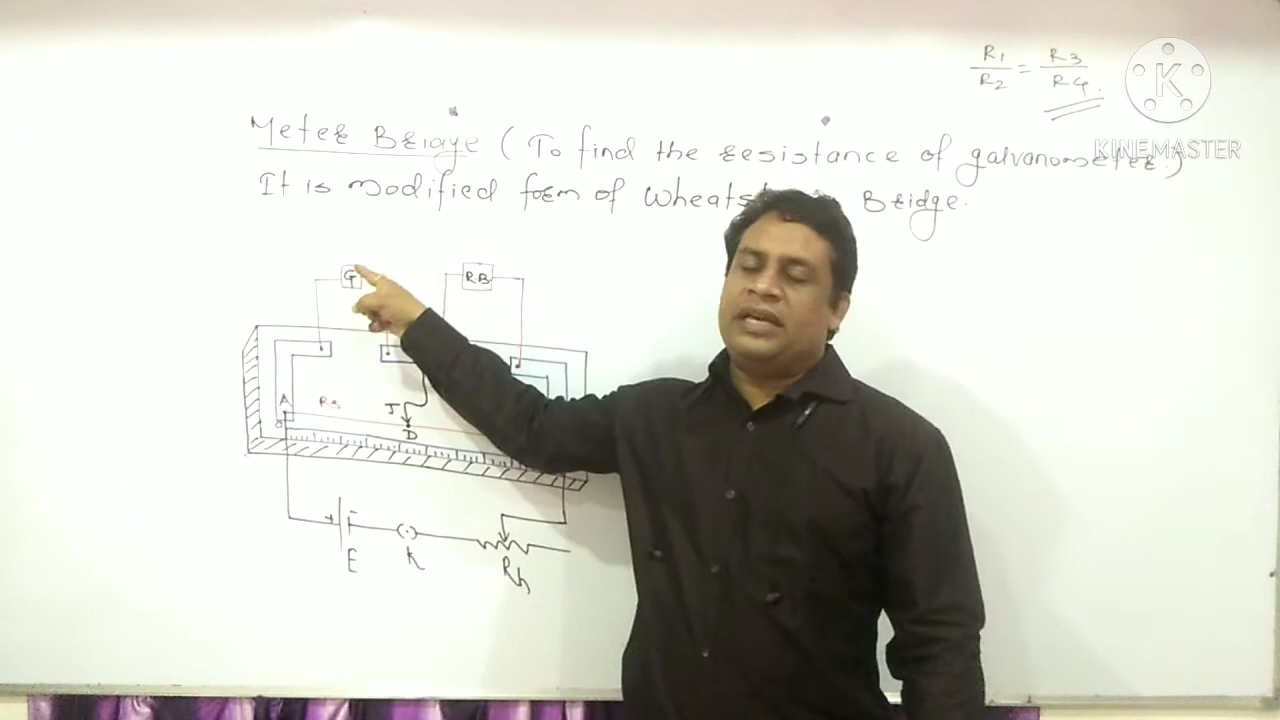 R1/R2 = R3/R4.
K
KINEMASTER
Meter Bridge ( To find the resistance of galvanometer.)
It is modified form of Wheatst Bridge.
G
RB
A
R3
J
D
+
E
K
Rh